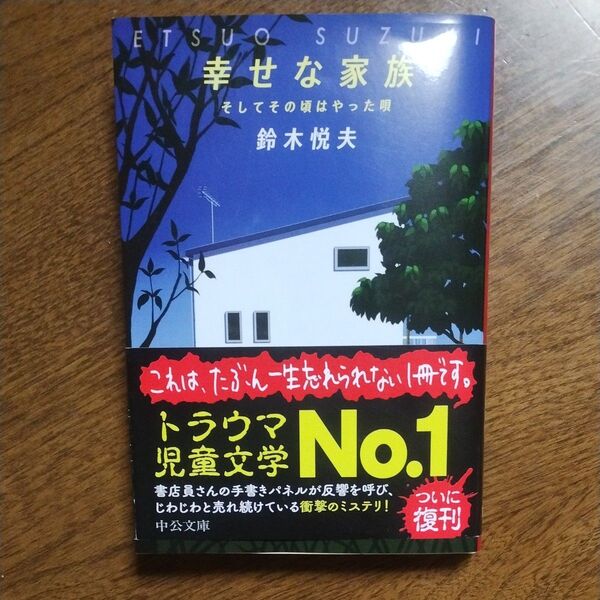 ETSUO SUZUKI
幸せな家族
そしてその頃はやった唄
鈴木悦夫
これは、たぶん一生忘れられない1冊です。
トラウマ
児童文学
No.1
書店員さんの手書きパネルが反響を呼び、
じわじわと売れ続けている衝撃のミステリ!
ついに
復刊
中公文庫